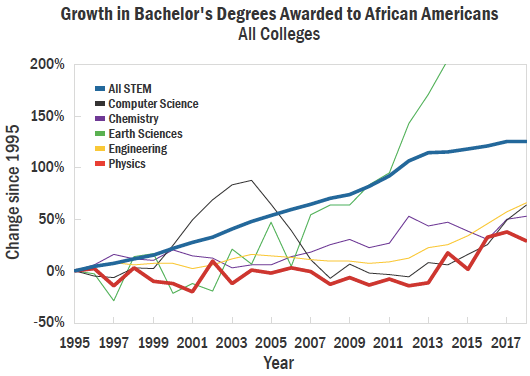 Growth in Bachelor's Degrees Awarded to African Americans
All Colleges
200%
150%
100%
50%
0%
-50%
Change since 1995
All STEM
Computer Science
Chemistry
Earth Sciences
Engineering
Physics
1995 1997 1999 2001 2003 2005 2007 2009 2011 2013 2015 2017
Year